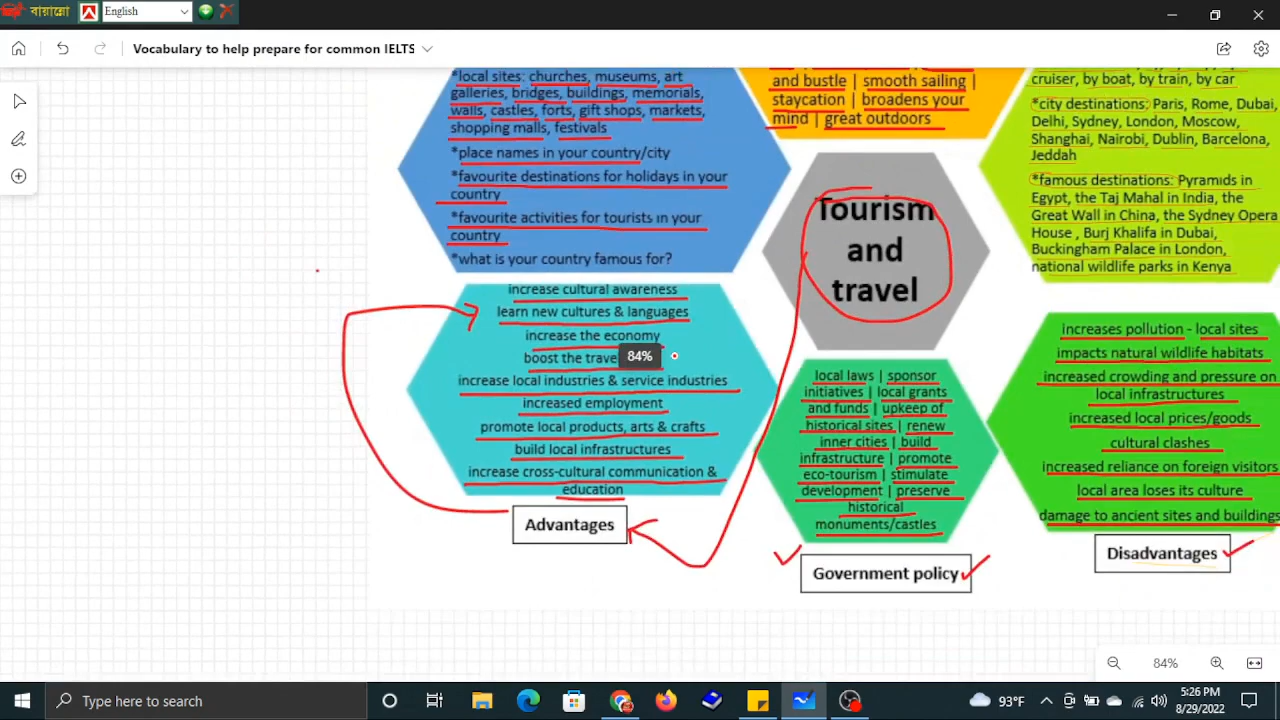 বায়ান্নো
English
Vocabulary to help prepare for common IELTS
*local sites: churches, museums, art
galleries, bridges, buildings, memorials,
walls, castles, forts, gift shops, markets,
shopping malls, festivals
*place names in your country/city
*favourite destinations for holidays in your
country
*favourite activities for tourists in your
country
*what is your country famous for?
and bustle | smooth sailing |
staycation | broadens your
mind | great outdoors
cruiser, by boat, by train, by car
*city destinations: Paris, Rome, Dubai,
Delhi, Sydney, London, Moscow,
Shanghai, Nairobi, Dublin, Barcelona,
Jeddah
*famous destinations: Pyramids in
Egypt, the Taj Mahal in India, the
Great Wall in China, the Sydney Opera
House , Burj Khalifa in Dubai,
Buckingham Palace in London,
national wildlife parks in Kenya
Tourism
and
travel
increase cultural awareness
learn new cultures & languages
increase the economy
boost the trave
84%
increase local industries & service industries
increased employment
promote local products, arts & crafts
build local infrastructures
increase cross-cultural communication &
education
Advantages
local laws | sponsor
initiatives | local grants
and funds | upkeep of
historical sites | renew
inner cities | build
infrastructure | promote
eco-tourism | stimulate
development | preserve
historical
monuments/castles
Government policy
increases pollution - local sites
impacts natural wildlife habitats
increased crowding and pressure on
local infrastructures
increased local prices/goods
cultural clashes
increased reliance on foreign visitors
local area loses its culture
damage to ancient sites and buildings
Disadvantages
84%
Type here to search
93°F
5:26 PM
8/29/2022